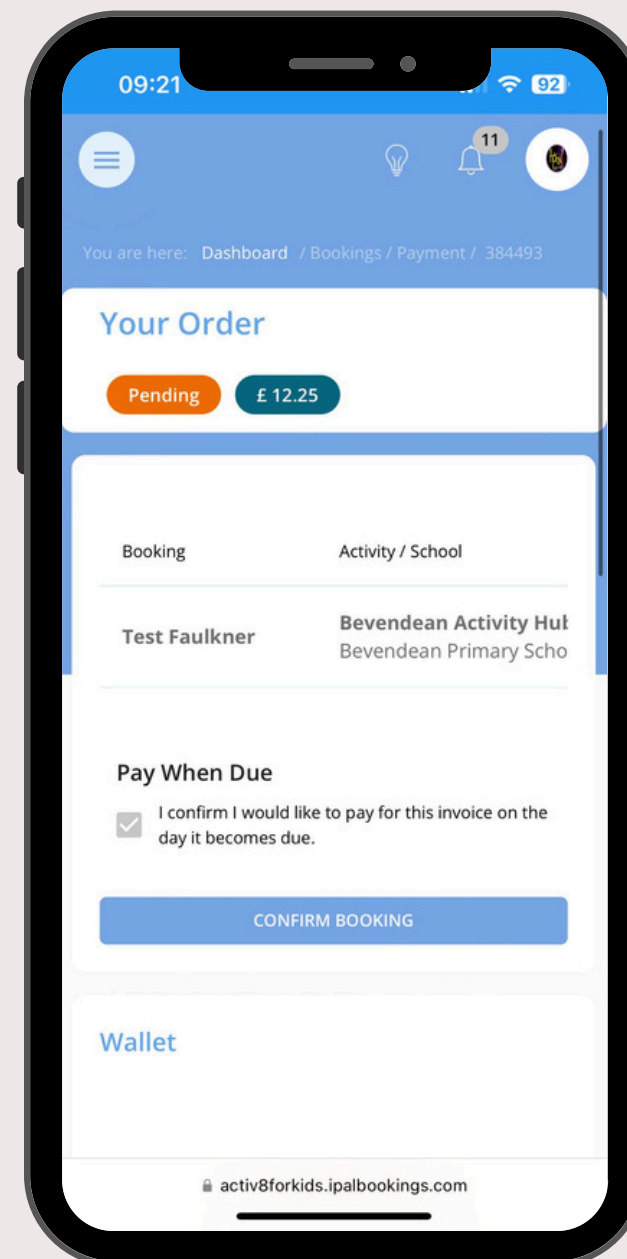 09:21
92
11
You are here: Dashboard / Bookings / Payment / 384493
Your Order
Pending £ 12.25
Booking Activity / School
Test Faulkner Bevendean Activity Hub
Bevendean Primary Scho
Pay When Due
I confirm I would like to pay for this invoice on the
day it becomes due.
CONFIRM BOOKING
Wallet
activ8forkids.ipalbookings.com